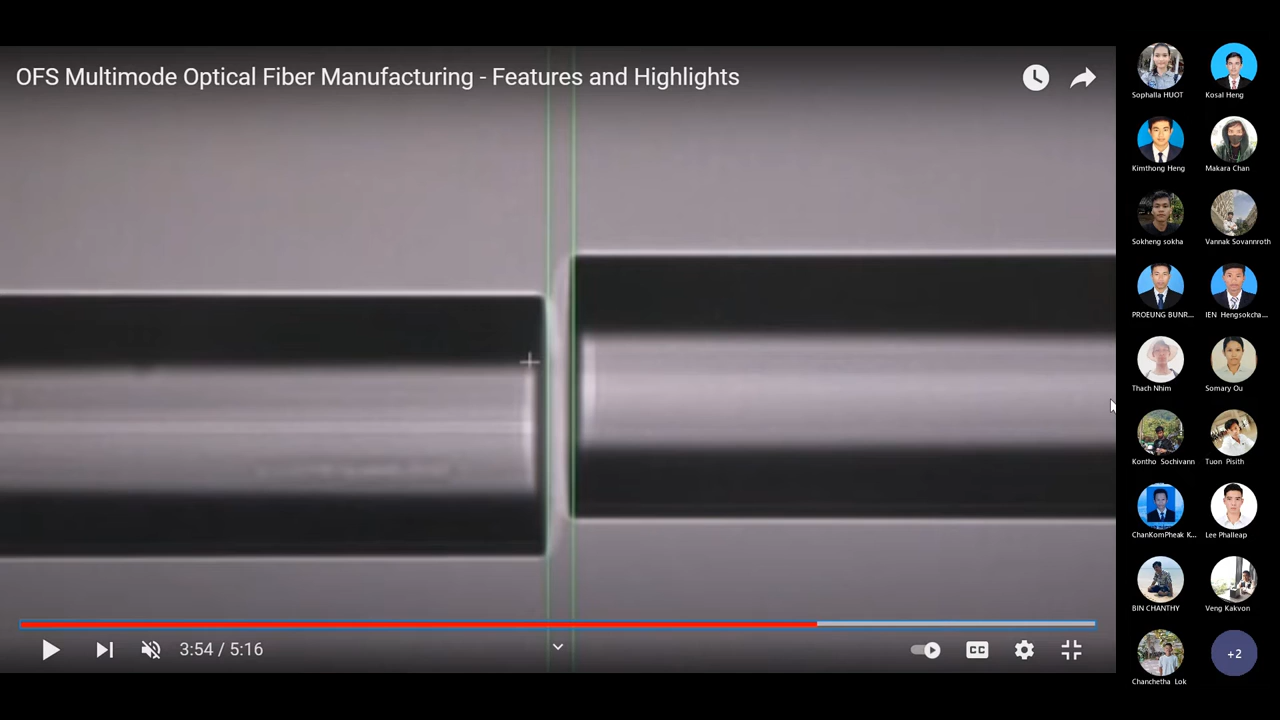 OFS Multimode Optical Fiber Manufacturing - Features and Highlights
Sophalla HUOT
Kosal Heng
Kimthong Heng
Makara Chan
Sokheng sokha
Vannak Sovannroth
PROEUNG BUNR...
IEN Hengsokcha...
Thach Nhim
Somary Ou
Kontho Sochivann
Tuon Pisith
ChanKomPheak K...
Lee Phalleap
BIN CHANTHY
Veng Kakvon
Chanchetha Lok
+2
3:54 / 5:16
CC